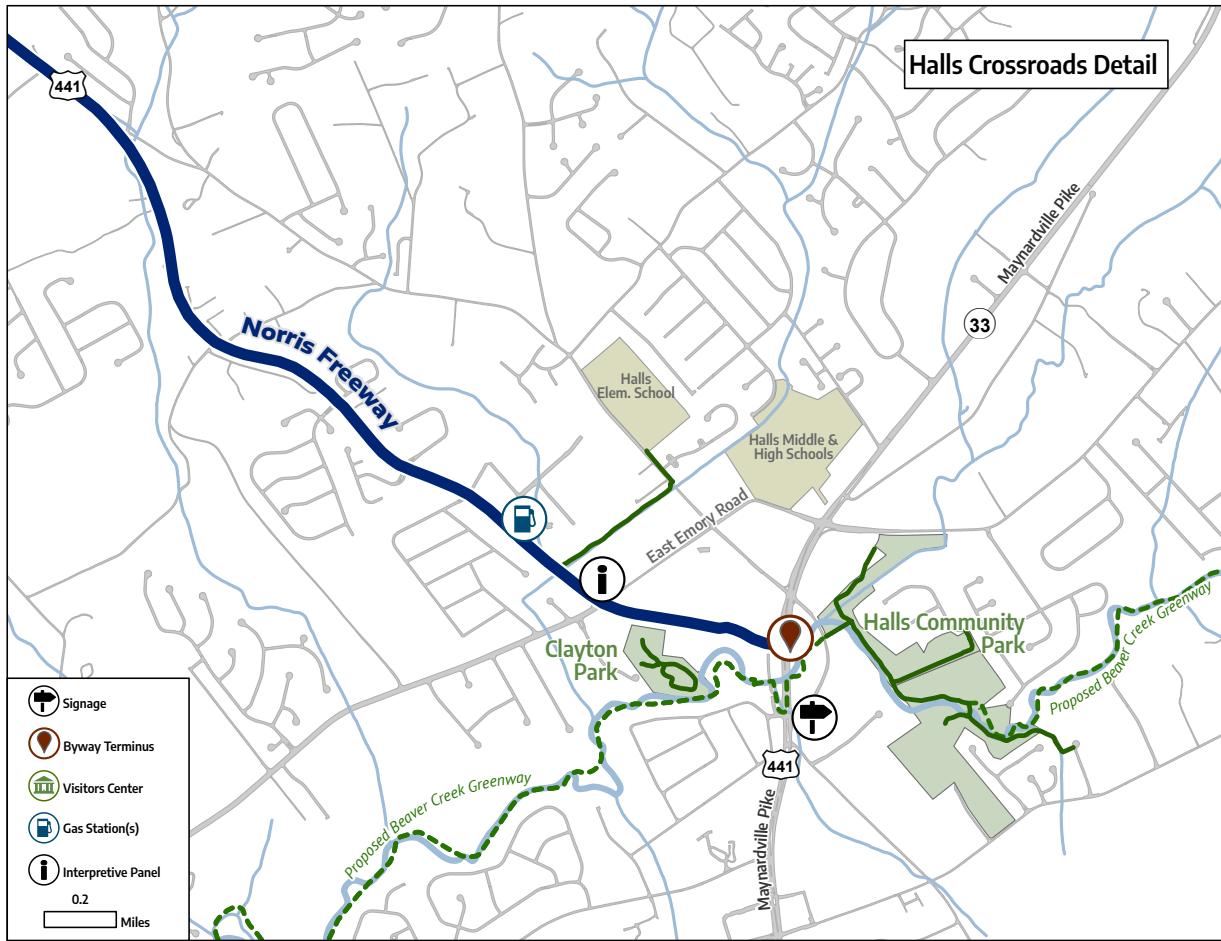 Halls Crossroads Detail
441
Maynardville Pike
33
Norris Freeway
Halls
Elem. School
Halls Middle &
High Schools
East Emory Road
Halls Community
Park
Clayton
Park
Proposed Beaver Creek Greenway
Proposed Beaver Creek Greenway
441
Maynardville Pike
Signage
Byway Terminus
Visitors Center
Gas Station(s)
Interpretive Panel
0.2
Miles